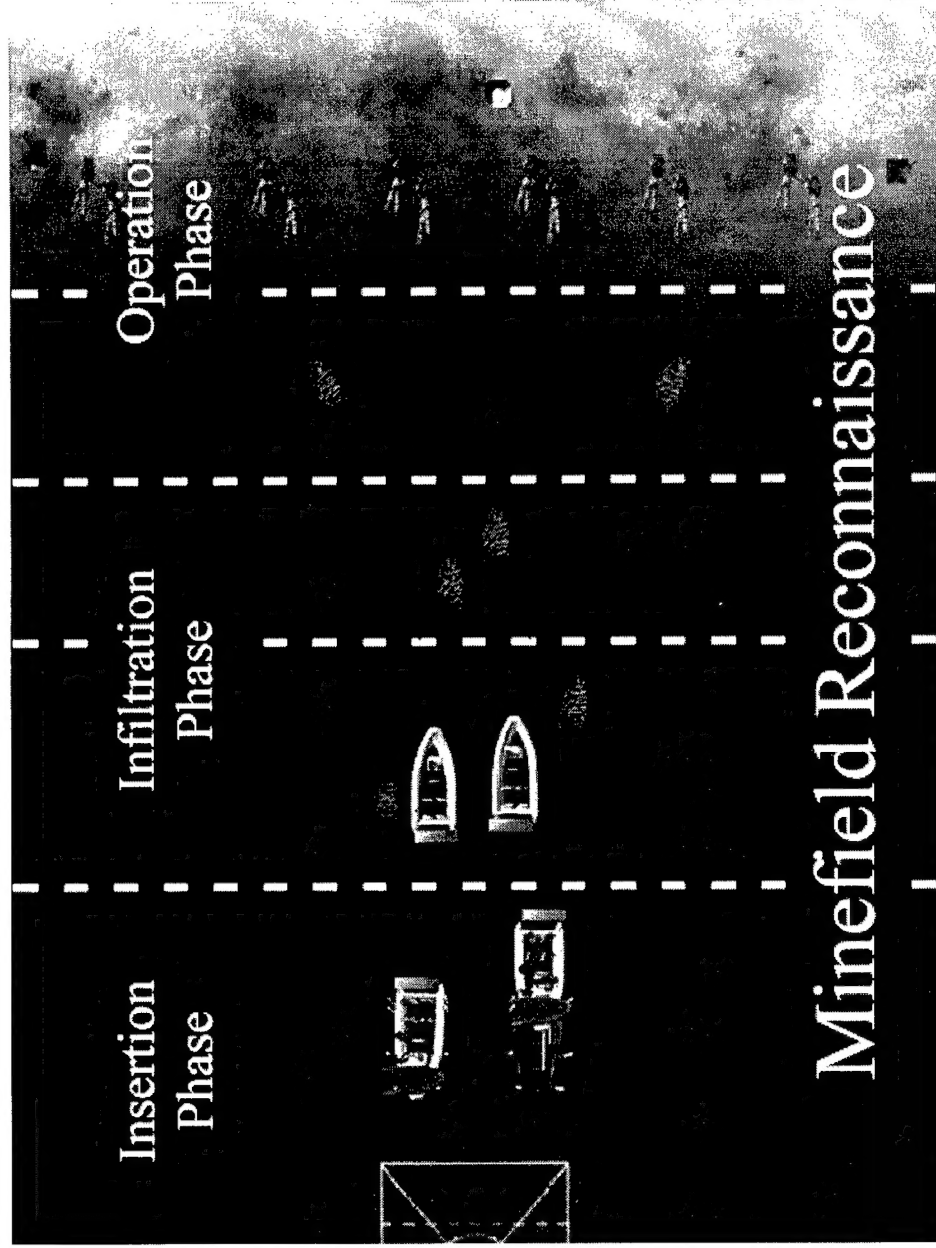 Insertion
Phase
Infiltration
Phase
Operation
Phase
Minefield Reconnaissance